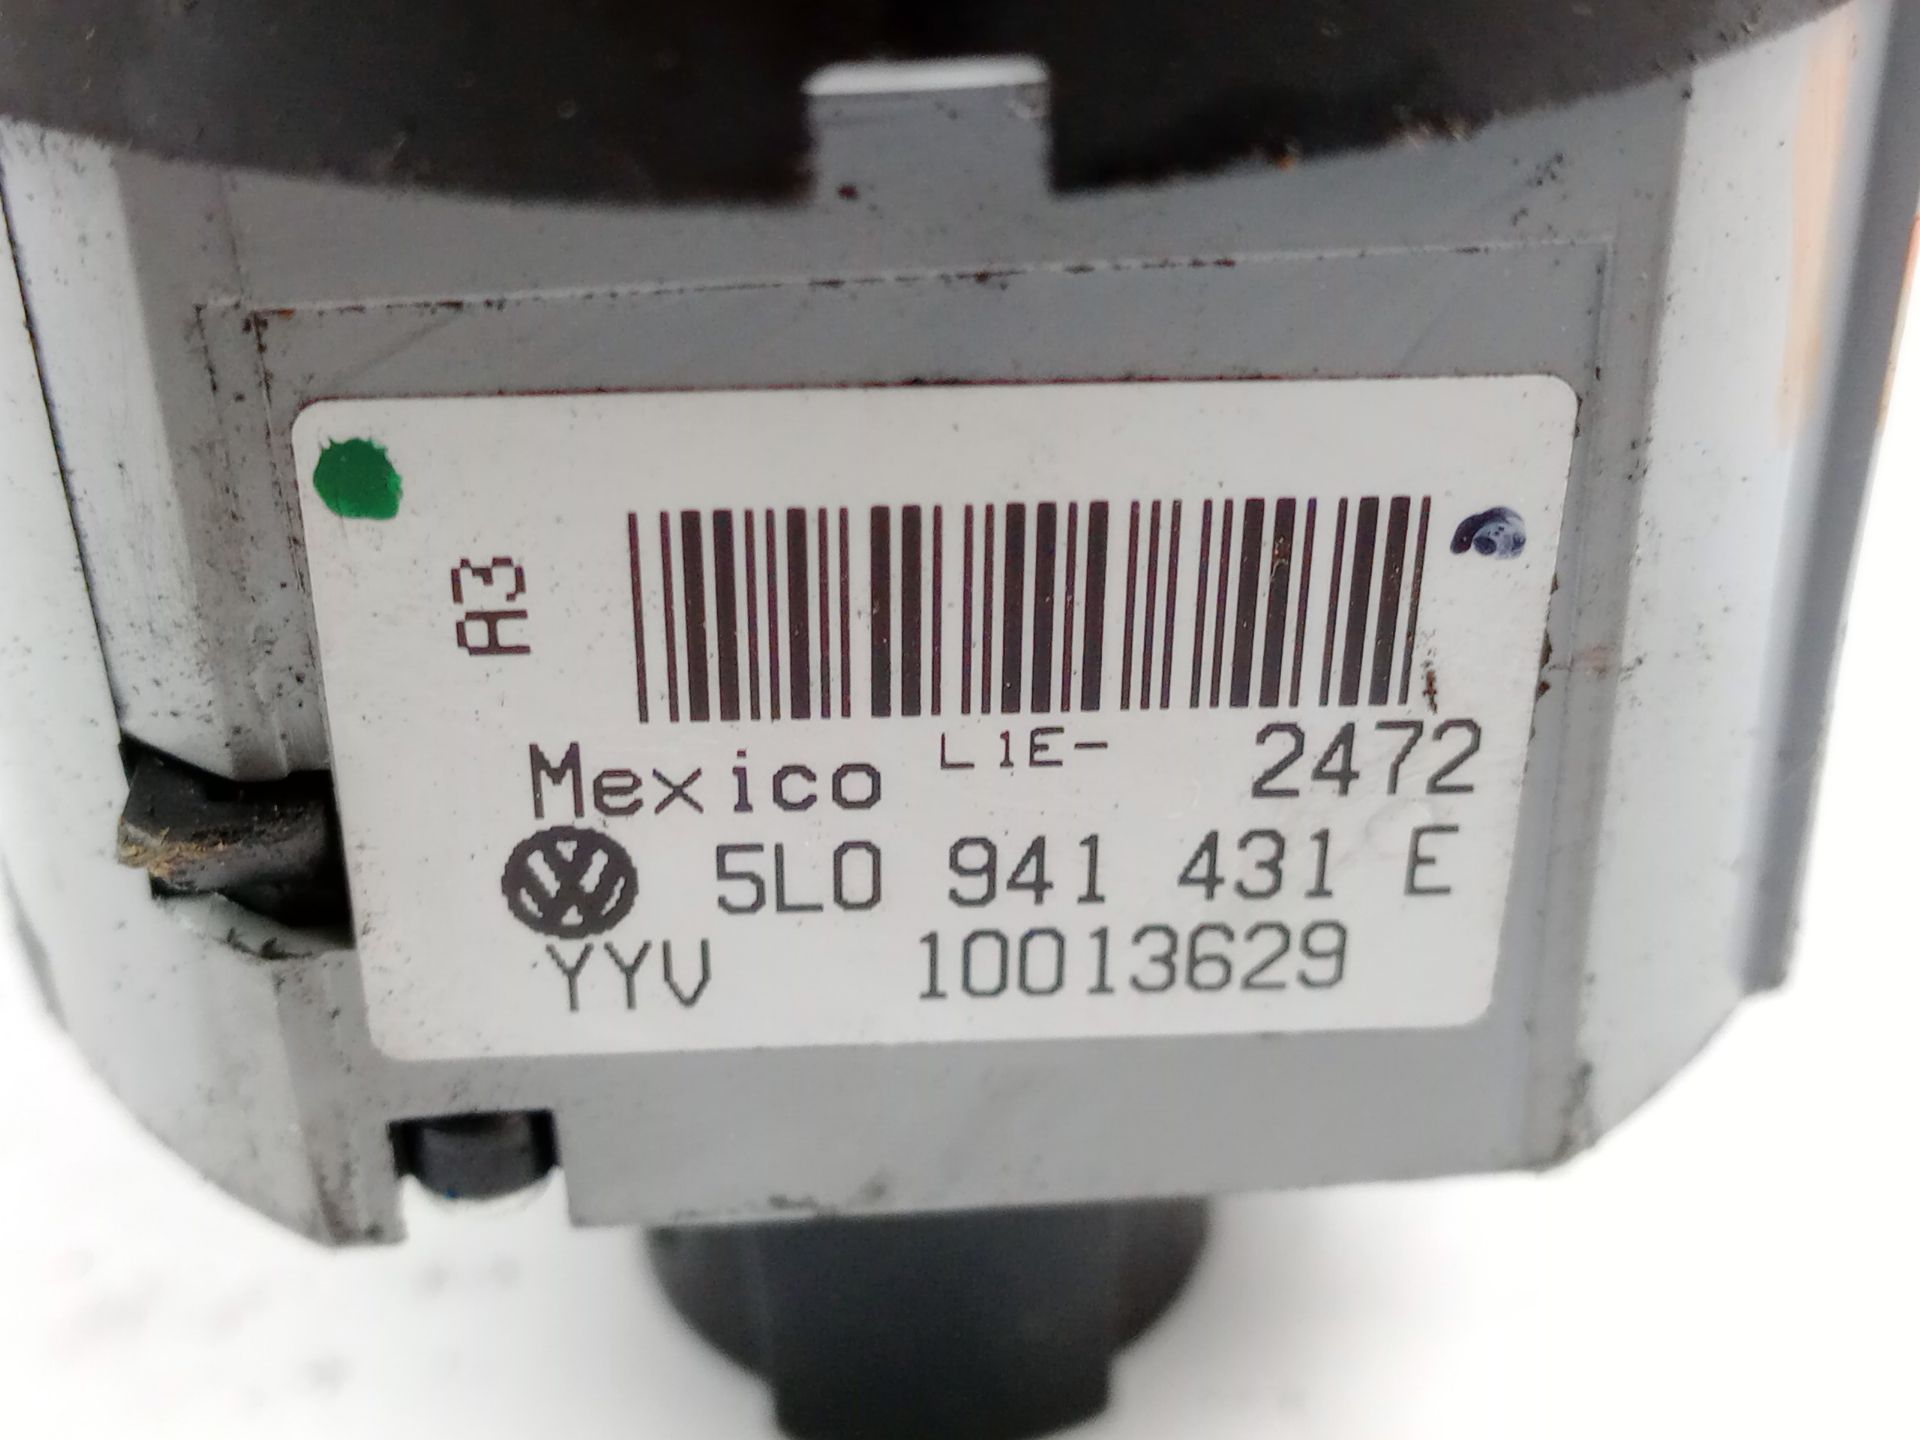 A3
Mexico L1E- 2472
5L0 941 431 E
YYV 10013629